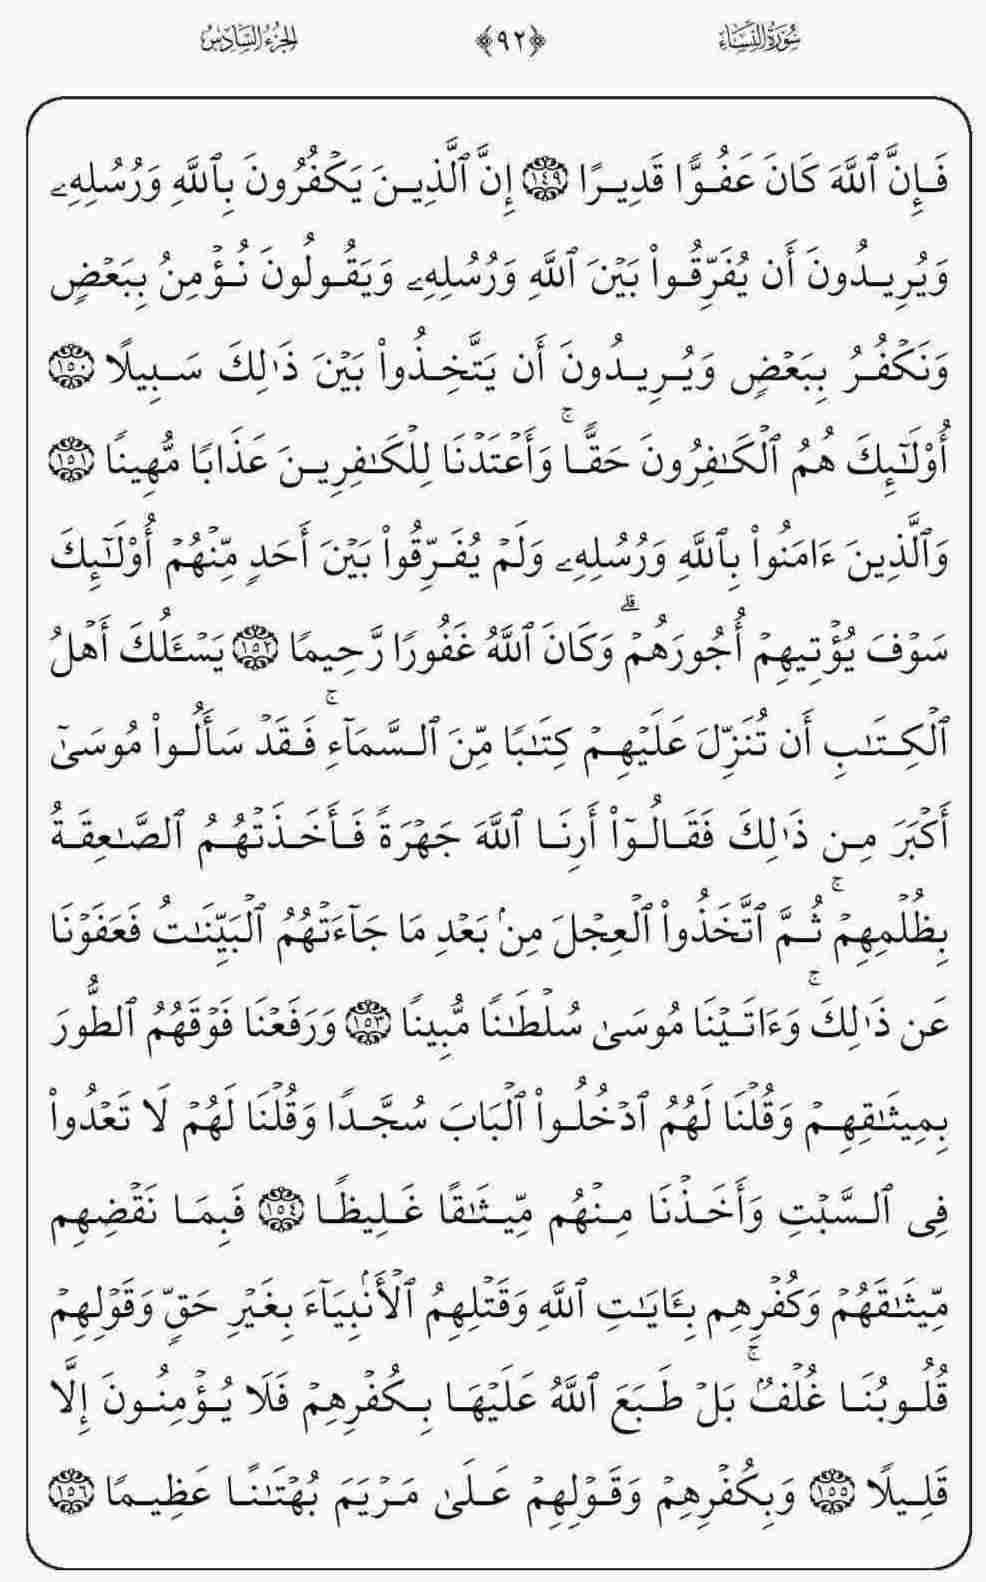 سُورَةُ النِّسَاءِ ﴿٩٢﴾ الجُزْءُ السَّادِسُ
فَإِنَّ ٱللَّهَ كَانَ عَفُوًّا قَدِيرًا ١٤٩ إِنَّ ٱلَّذِينَ يَكْفُرُونَ بِٱللَّهِ وَرُسُلِهِۦ
وَيُرِيدُونَ أَن يُفَرِّقُوا۟ بَيْنَ ٱللَّهِ وَرُسُلِهِۦ وَيَقُولُونَ نُؤْمِنُ بِبَعْضٍ
وَنَكْفُرُ بِبَعْضٍ وَيُرِيدُونَ أَن يَتَّخِذُوا۟ بَيْنَ ذَٰلِكَ سَبِيلًا ١٥٠
أُو۟لَـٰٓئِكَ هُمُ ٱلْكَـٰفِرُونَ حَقًّا ۚ وَأَعْتَدْنَا لِلْكَـٰفِرِينَ عَذَابًا مُّهِينًا ١٥١
وَٱلَّذِينَ ءَامَنُوا۟ بِٱللَّهِ وَرُسُلِهِۦ وَلَمْ يُفَرِّقُوا۟ بَيْنَ أَحَدٍ مِّنْهُمْ أُو۟لَـٰٓئِكَ
سَوْفَ يُؤْتِيهِمْ أُجُورَهُمْ ۗ وَكَانَ ٱللَّهُ غَفُورًا رَّحِيمًا ١٥٢ يَسْـَٔلُكَ أَهْلُ
ٱلْكِتَـٰبِ أَن تُنَزِّلَ عَلَيْهِمْ كِتَـٰبًا مِّنَ ٱلسَّمَآءِ ۚ فَقَدْ سَأَلُوا۟ مُوسَىٰٓ
أَكْبَرَ مِن ذَٰلِكَ فَقَالُوٓا۟ أَرِنَا ٱللَّهَ جَهْرَةً فَأَخَذَتْهُمُ ٱلصَّـٰعِقَةُ
بِظُلْمِهِمْ ۚ ثُمَّ ٱتَّخَذُوا۟ ٱلْعِجْلَ مِنۢ بَعْدِ مَا جَآءَتْهُمُ ٱلْبَيِّنَـٰتُ فَعَفَوْنَا
عَن ذَٰلِكَ ۚ وَءَاتَيْنَا مُوسَىٰ سُلْطَـٰنًا مُّبِينًا ١٥٣ وَرَفَعْنَا فَوْقَهُمُ ٱلطُّورَ
بِمِيثَـٰقِهِمْ وَقُلْنَا لَهُمُ ٱدْخُلُوا۟ ٱلْبَابَ سُجَّدًا وَقُلْنَا لَهُمْ لَا تَعْدُوا۟
فِى ٱلسَّبْتِ وَأَخَذْنَا مِنْهُم مِّيثَـٰقًا غَلِيظًا ١٥٤ فَبِمَا نَقْضِهِم
مِّيثَـٰقَهُمْ وَكُفْرِهِم بِـَٔايَـٰتِ ٱللَّهِ وَقَتْلِهِمُ ٱلْأَنۢبِيَآءَ بِغَيْرِ حَقٍّ وَقَوْلِهِمْ
قُلُوبُنَا غُلْفٌۢ ۚ بَلْ طَبَعَ ٱللَّهُ عَلَيْهَا بِكُفْرِهِمْ فَلَا يُؤْمِنُونَ إِلَّا
قَلِيلًا ١٥٥ وَبِكُفْرِهِمْ وَقَوْلِهِمْ عَلَىٰ مَرْيَمَ بُهْتَـٰنًا عَظِيمًا ١٥٦